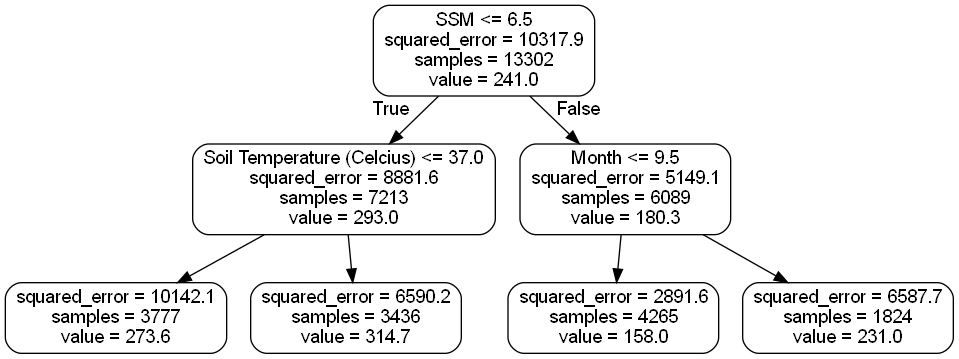 SSM <= 6.5
squared_error = 10317.9
samples = 13302
value = 241.0
True
False
Soil Temperature (Celcius) <= 37.0
squared_error = 8881.6
samples = 7213
value = 293.0
Month <= 9.5
squared_error = 5149.1
samples = 6089
value = 180.3
squared_error = 10142.1
samples = 3777
value = 273.6
squared_error = 6590.2
samples = 3436
value = 314.7
squared_error = 2891.6
samples = 4265
value = 158.0
squared_error = 6587.7
samples = 1824
value = 231.0